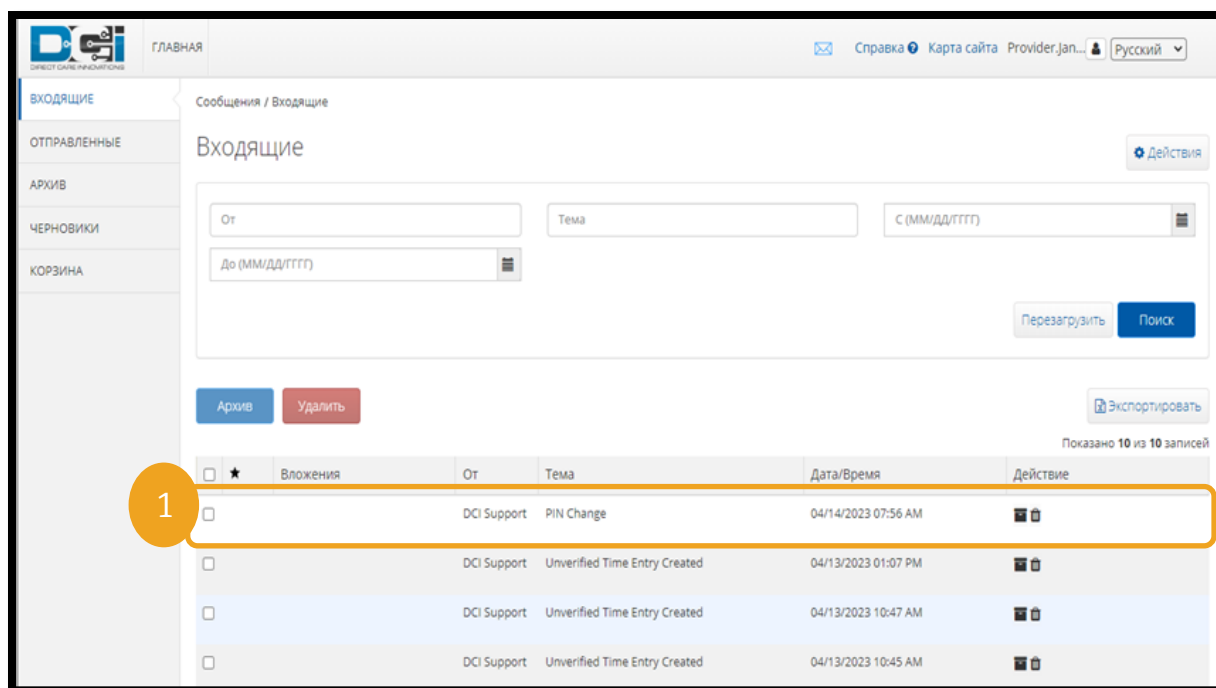 DCi
DIRECT CARE INNOVATIONS
ГЛАВНАЯ
Справка Карта сайта Provider.Jan... Русский
ВХОДЯЩИЕ
ОТПРАВЛЕННЫЕ
АРХИВ
ЧЕРНОВИКИ
КОРЗИНА
Сообщения / Входящие
Входящие
Действия
От Тема С (ММ/ДД/ГГГГ)
До (ММ/ДД/ГГГГ)
Перезагрузить Поиск
Архив Удалить Экспортировать
Показано 10 из 10 записей
Вложения От Тема Дата/Время Действие
1
DCI Support PIN Change 04/14/2023 07:56 AM
DCI Support Unverified Time Entry Created 04/13/2023 01:07 PM
DCI Support Unverified Time Entry Created 04/13/2023 10:47 AM
DCI Support Unverified Time Entry Created 04/13/2023 10:45 AM